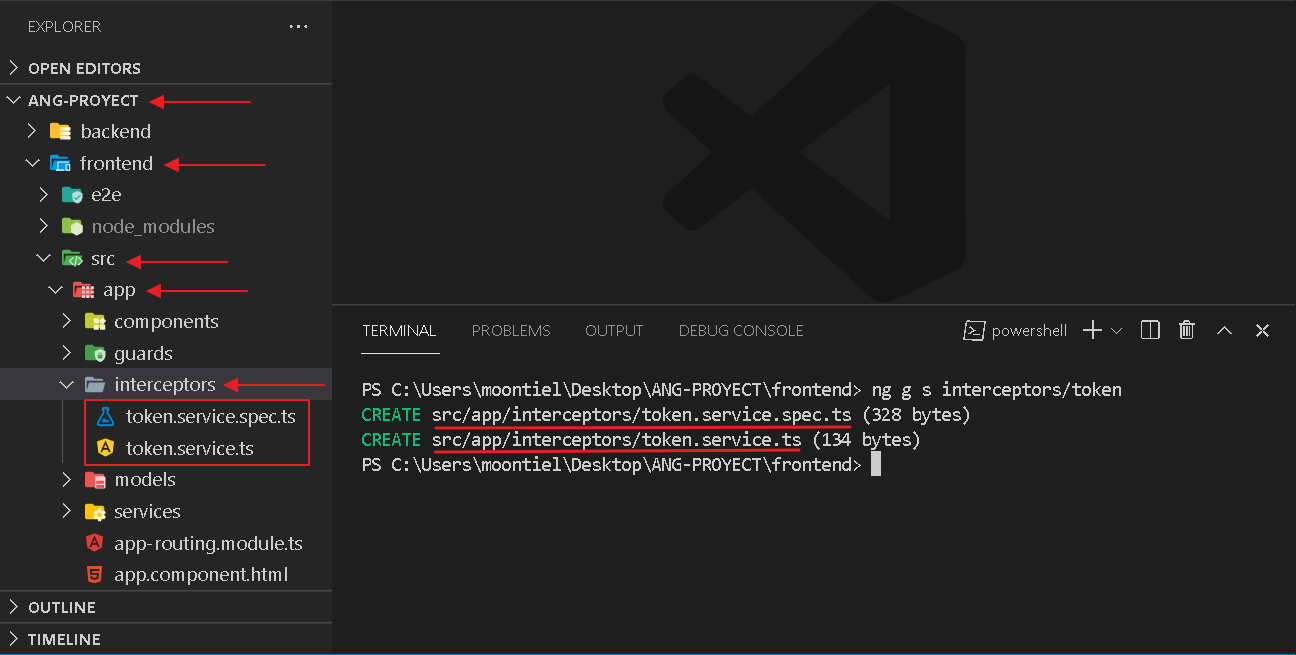 EXPLORER
OPEN EDITORS
ANG-PROYECT
backend
frontend
e2e
node_modules
src
app
components
guards
interceptors
token.service.spec.ts
token.service.ts
models
services
app-routing.module.ts
app.component.html
OUTLINE
TIMELINE
TERMINAL PROBLEMS OUTPUT DEBUG CONSOLE powershell
PS C:\Users\moontiel\Desktop\ANG-PROYECT\frontend> ng g s interceptors/token
CREATE src/app/interceptors/token.service.spec.ts (328 bytes)
CREATE src/app/interceptors/token.service.ts (134 bytes)
PS C:\Users\moontiel\Desktop\ANG-PROYECT\frontend>